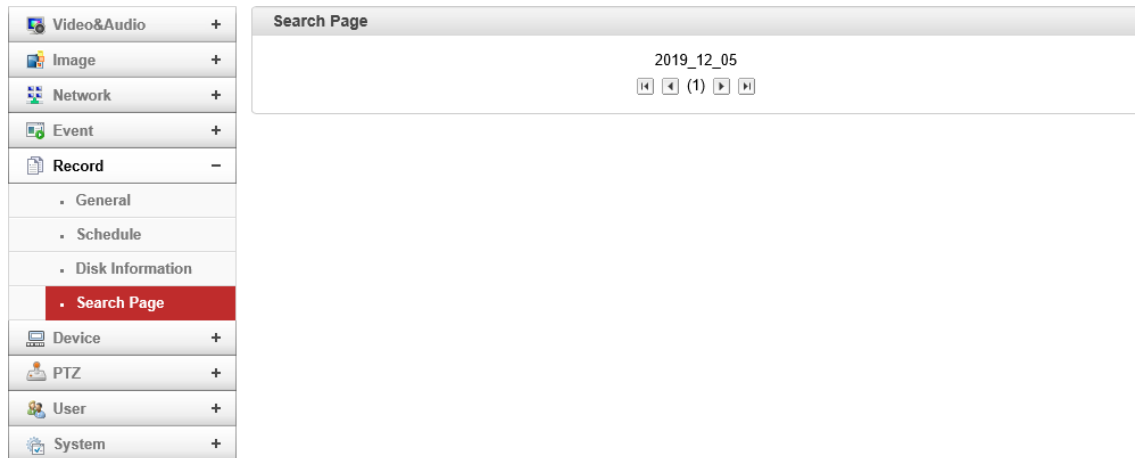 Video&Audio +
Image +
Network +
Event +
Record −
General
Schedule
Disk Information
Search Page
Device +
PTZ +
User +
System +
Search Page
2019_12_05
(1)